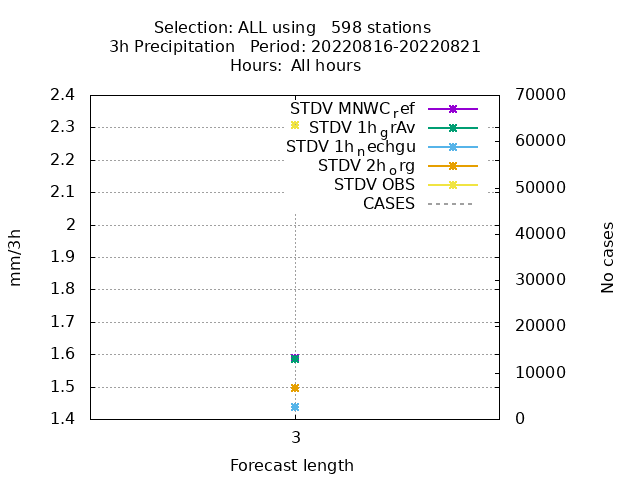 Selection: ALL using   598 stations
3h Precipitation   Period: 20220816-20220821
Hours:  All hours
2.4
2.3
2.2
2.1
2
1.9
1.8
1.7
1.6
1.5
1.4
mm/3h
STDV MNWC_ref
STDV 1h_grAv
STDV 1h_nechgu
STDV 2h_org
STDV OBS
CASES
70000
60000
50000
40000
30000
20000
10000
0
No cases
3
Forecast length